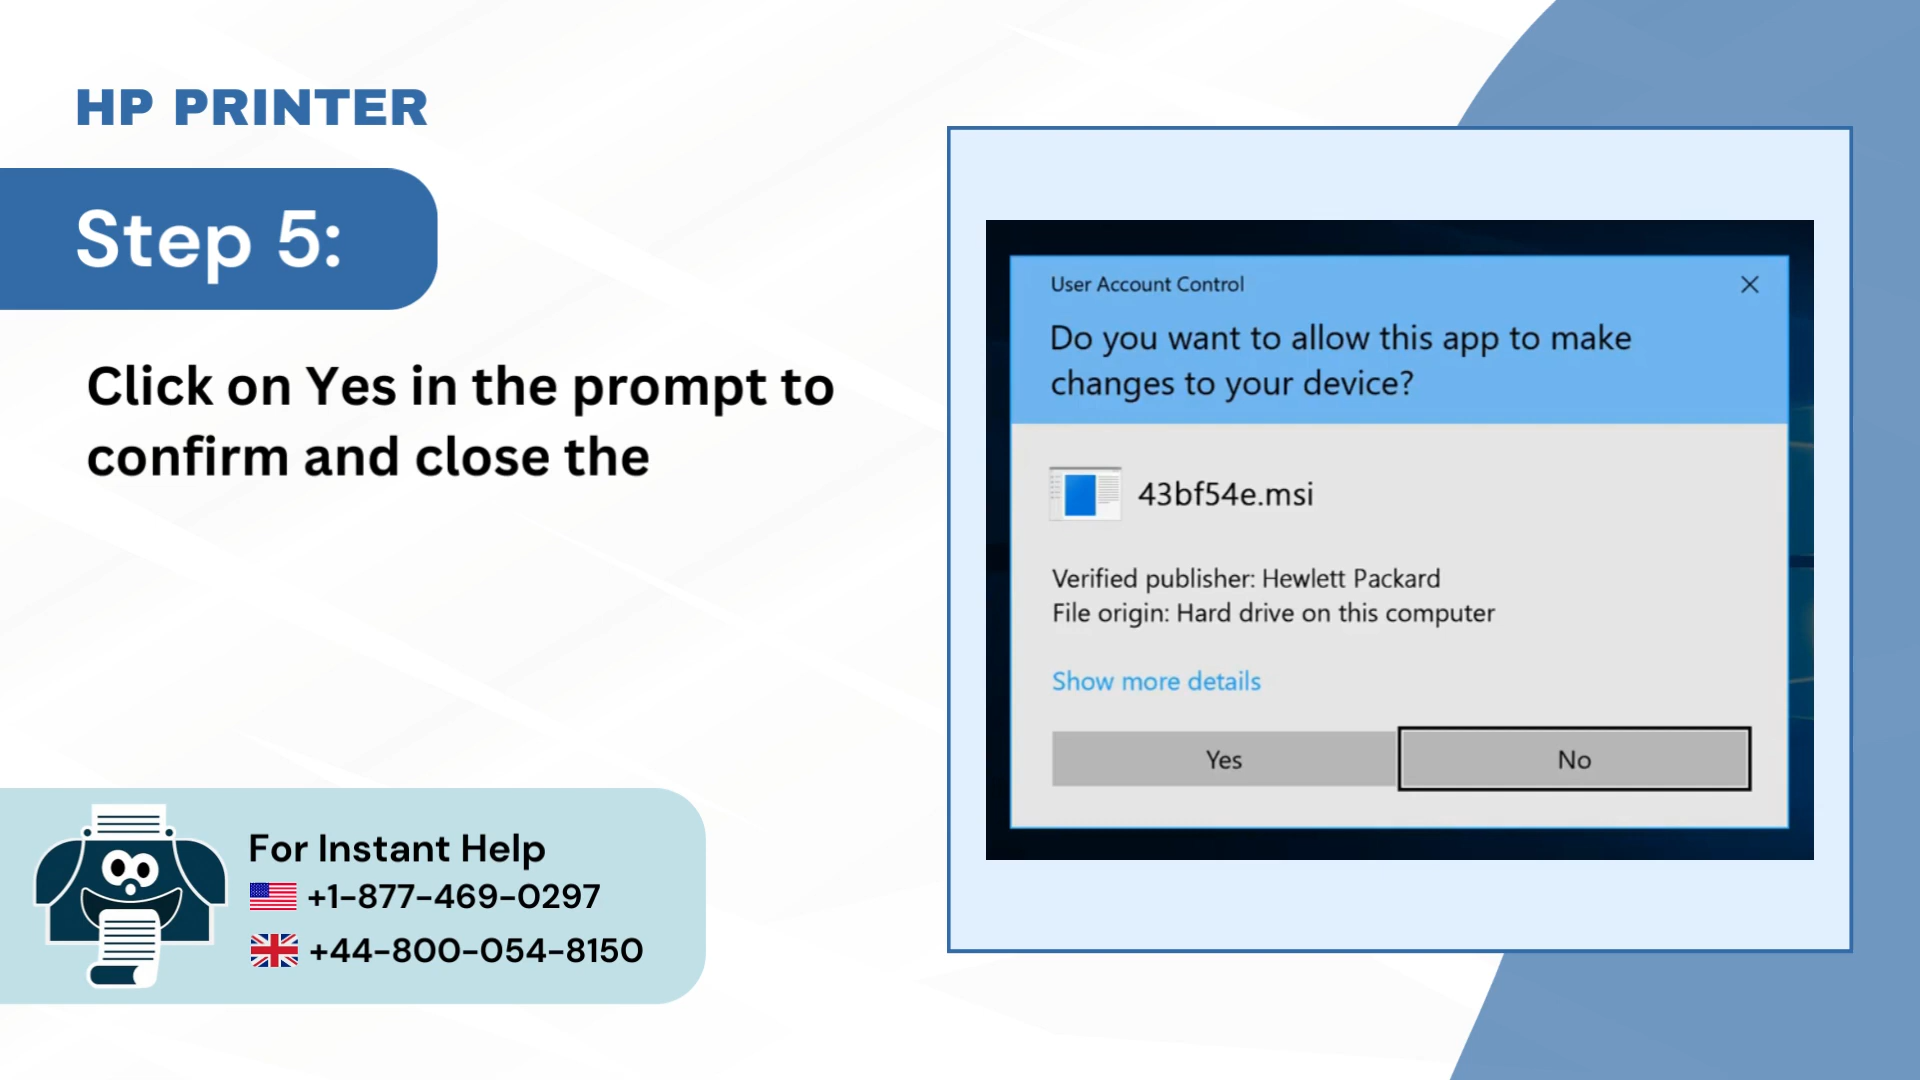 HP PRINTER
Step 5:
Click on Yes in the prompt to
confirm and close the
For Instant Help
+1-877-469-0297
+44-800-054-8150
User Account Control
Do you want to allow this app to make
changes to your device?
43bf54e.msi
Verified publisher: Hewlett Packard
File origin: Hard drive on this computer
Show more details
Yes
No